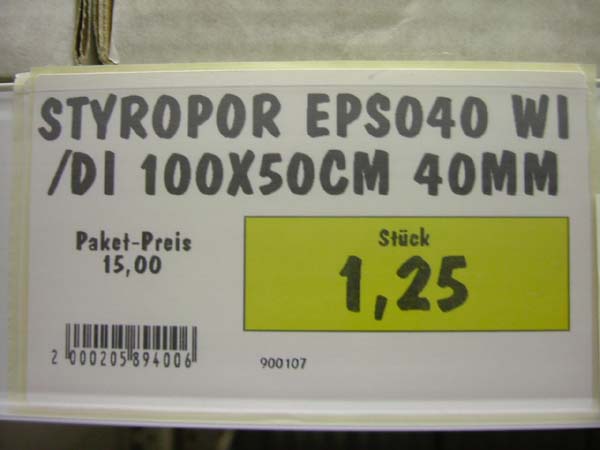 STYROPOR EPS040 WI
/DI 100X50CM 40MM
Paket-Preis
15,00
Stück
1,25
2 000205 894006
900107